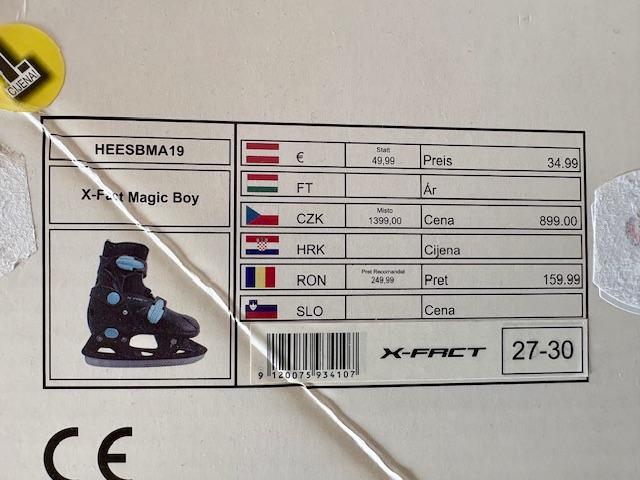 CIJENA!
HEESBMA19
X-Fact Magic Boy
€ Statt 49,99 Preis 34.99
FT Ár
CZK Misto 1399,00 Cena 899.00
HRK Cijena
RON Pret Recomandat 249,99 Pret 159.99
SLO Cena
9 120075 934107
X-FACT
27-30
CE